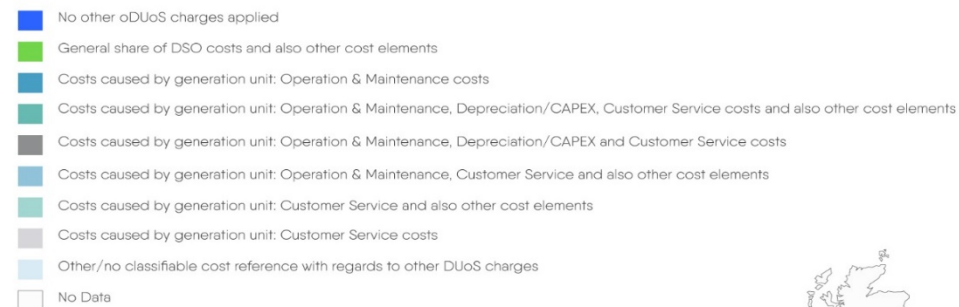 No other oDUoS charges applied
General share of DSO costs and also other cost elements
Costs caused by generation unit: Operation & Maintenance costs
Costs caused by generation unit: Operation & Maintenance, Depreciation/CAPEX, Customer Service costs and also other cost elements
Costs caused by generation unit: Operation & Maintenance, Depreciation/CAPEX and Customer Service costs
Costs caused by generation unit: Operation & Maintenance, Customer Service and also other cost elements
Costs caused by generation unit: Customer Service and also other cost elements
Costs caused by generation unit: Customer Service costs
Other/no classifiable cost reference with regards to other DUoS charges
No Data